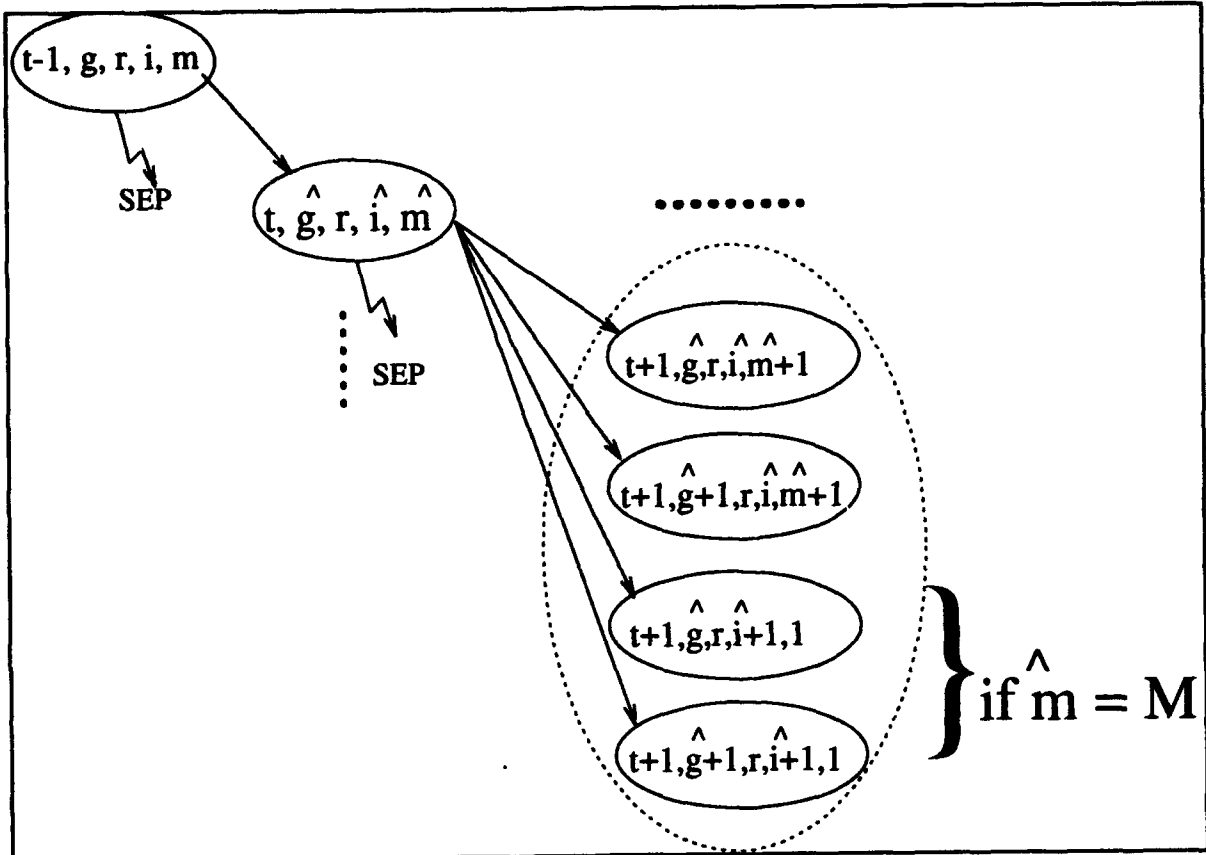 t-1, g, r, i, m
SEP
t, ĝ, r, î, m̂
SEP
t+1,ĝ,r,î,m̂+1
t+1,ĝ+1,r,î,m̂+1
t+1,ĝ,r,î+1,1
t+1,ĝ+1,r,î+1,1
if m̂ = M